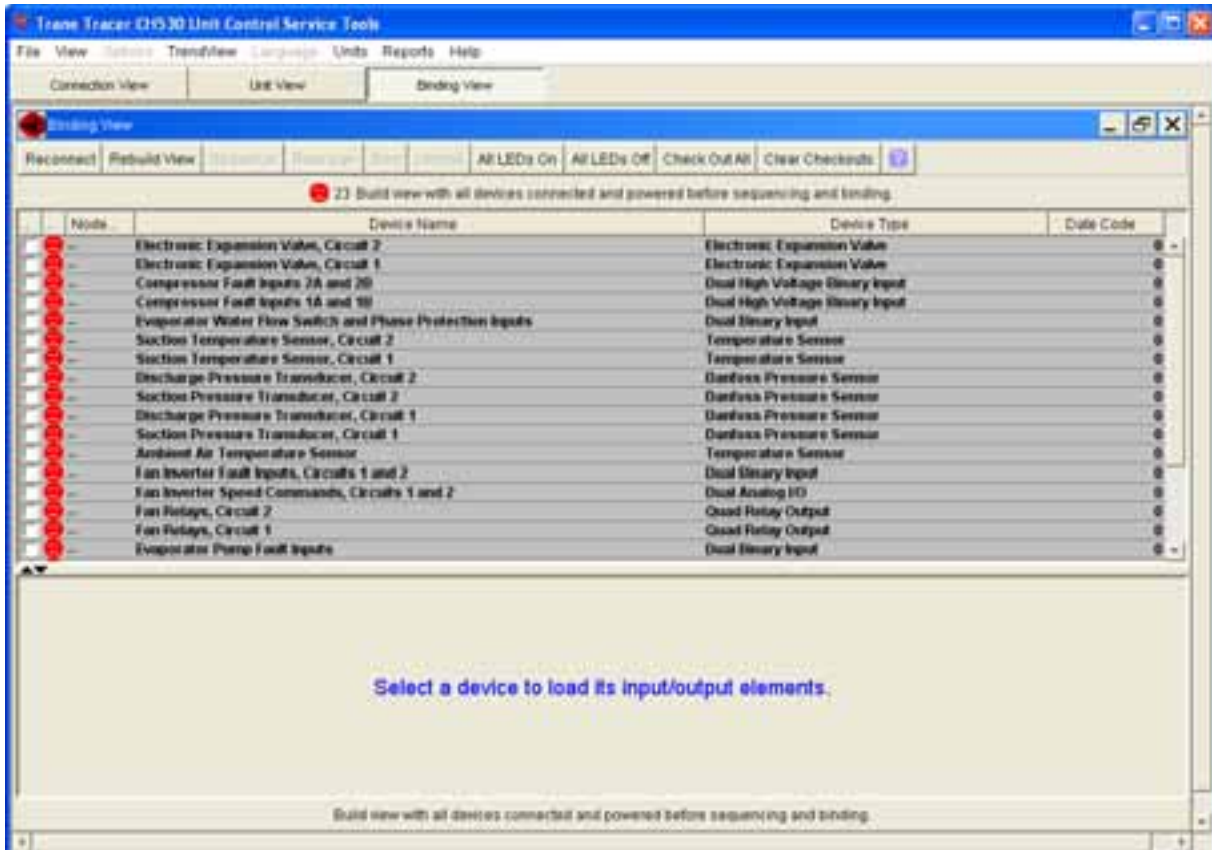 Trane Tracer CH530 Unit Control Service Tools
File View Options TrendView Language Units Reports Help
Connection View Unit View Binding View
Binding View
Reconnect Rebuild View All LEDs On All LEDs Off Check Out All Clear Checkouts
23 Build view with all devices connected and powered before sequencing and binding.
Node... Device Name Device Type Date Code
-- Electronic Expansion Valve, Circuit 2 Electronic Expansion Valve 0
-- Electronic Expansion Valve, Circuit 1 Electronic Expansion Valve 0
-- Compressor Fault Inputs 2A and 2B Dual High Voltage Binary Input 0
-- Compressor Fault Inputs 1A and 1B Dual High Voltage Binary Input 0
-- Evaporator Water Flow Switch and Phase Protection Inputs Dual Binary Input 0
-- Suction Temperature Sensor, Circuit 2 Temperature Sensor 0
-- Suction Temperature Sensor, Circuit 1 Temperature Sensor 0
-- Discharge Pressure Transducer, Circuit 2 Danfoss Pressure Sensor 0
-- Suction Pressure Transducer, Circuit 2 Danfoss Pressure Sensor 0
-- Discharge Pressure Transducer, Circuit 1 Danfoss Pressure Sensor 0
-- Suction Pressure Transducer, Circuit 1 Danfoss Pressure Sensor 0
-- Ambient Air Temperature Sensor Temperature Sensor 0
-- Fan Inverter Fault Inputs, Circuits 1 and 2 Dual Binary Input 0
-- Fan Inverter Speed Commands, Circuits 1 and 2 Dual Analog I/O 0
-- Fan Relays, Circuit 2 Quad Relay Output 0
-- Fan Relays, Circuit 1 Quad Relay Output 0
-- Evaporator Pump Fault Inputs Dual Binary Input 0
Select a device to load its input/output elements.
Build view with all devices connected and powered before sequencing and binding.